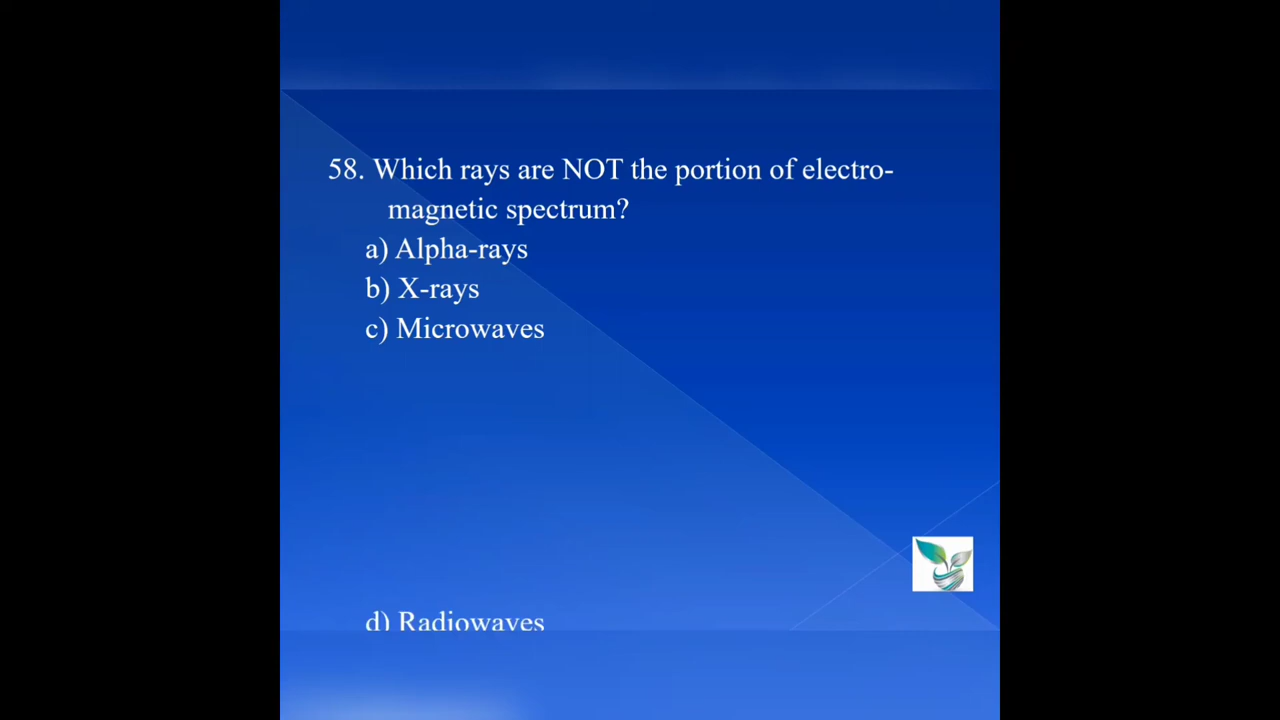 58. Which rays are NOT the portion of electro-
magnetic spectrum?
a) Alpha-rays
b) X-rays
c) Microwaves
d) Radiowaves